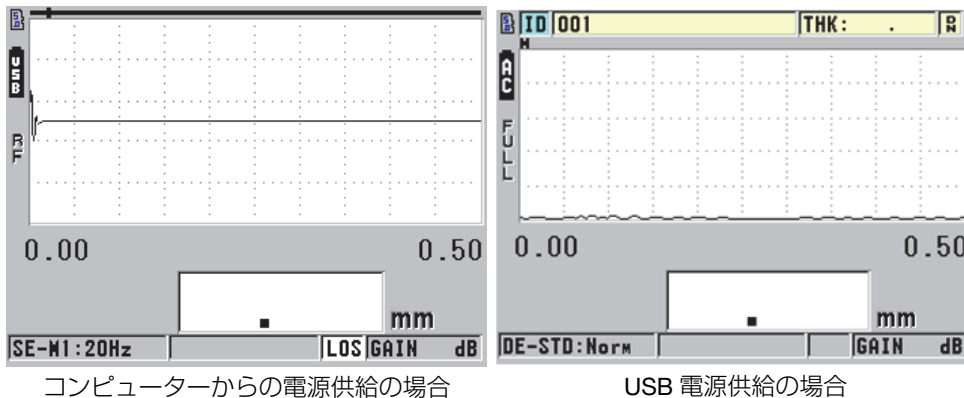 USB
RF
0.00 0.50
mm
SE-M1:20Hz LOS GAIN dB
コンピューターからの電源供給の場合
ID 001 THK: .
M
AC
FULL
0.00 0.50
mm
DE-STD:Norm GAIN dB
USB 電源供給の場合